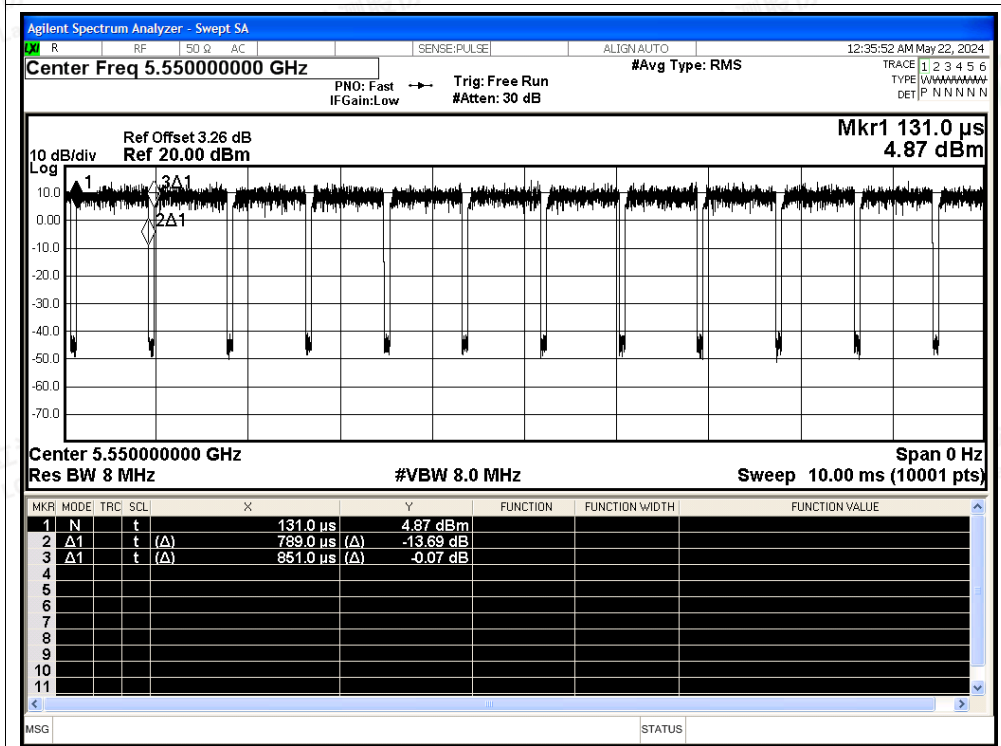 Agilent Spectrum Analyzer - Swept SA
LXI R RF 50 Ω AC SENSE:PULSE ALIGN AUTO 12:35:52 AM May 22, 2024
Center Freq 5.550000000 GHz #Avg Type: RMS TRACE 1 2 3 4 5 6
PNO: Fast Trig: Free Run TYPE WWWWWW
IFGain:Low #Atten: 30 dB DET P N N N N N
Mkr1 131.0 µs
Ref Offset 3.26 dB
10 dB/div Ref 20.00 dBm 4.87 dBm
Log
1 3Δ1
10.0
0.00 2Δ1
-10.0
-20.0
-30.0
-40.0
-50.0
-60.0
-70.0
Center 5.550000000 GHz Span 0 Hz
Res BW 8 MHz #VBW 8.0 MHz Sweep 10.00 ms (10001 pts)
MKR MODE TRC SCL X Y FUNCTION FUNCTION WIDTH FUNCTION VALUE
1 N t 131.0 µs 4.87 dBm
2 Δ1 t (Δ) 789.0 µs (Δ) -13.69 dB
3 Δ1 t (Δ) 851.0 µs (Δ) -0.07 dB
4
5
6
7
8
9
10
11
MSG STATUS